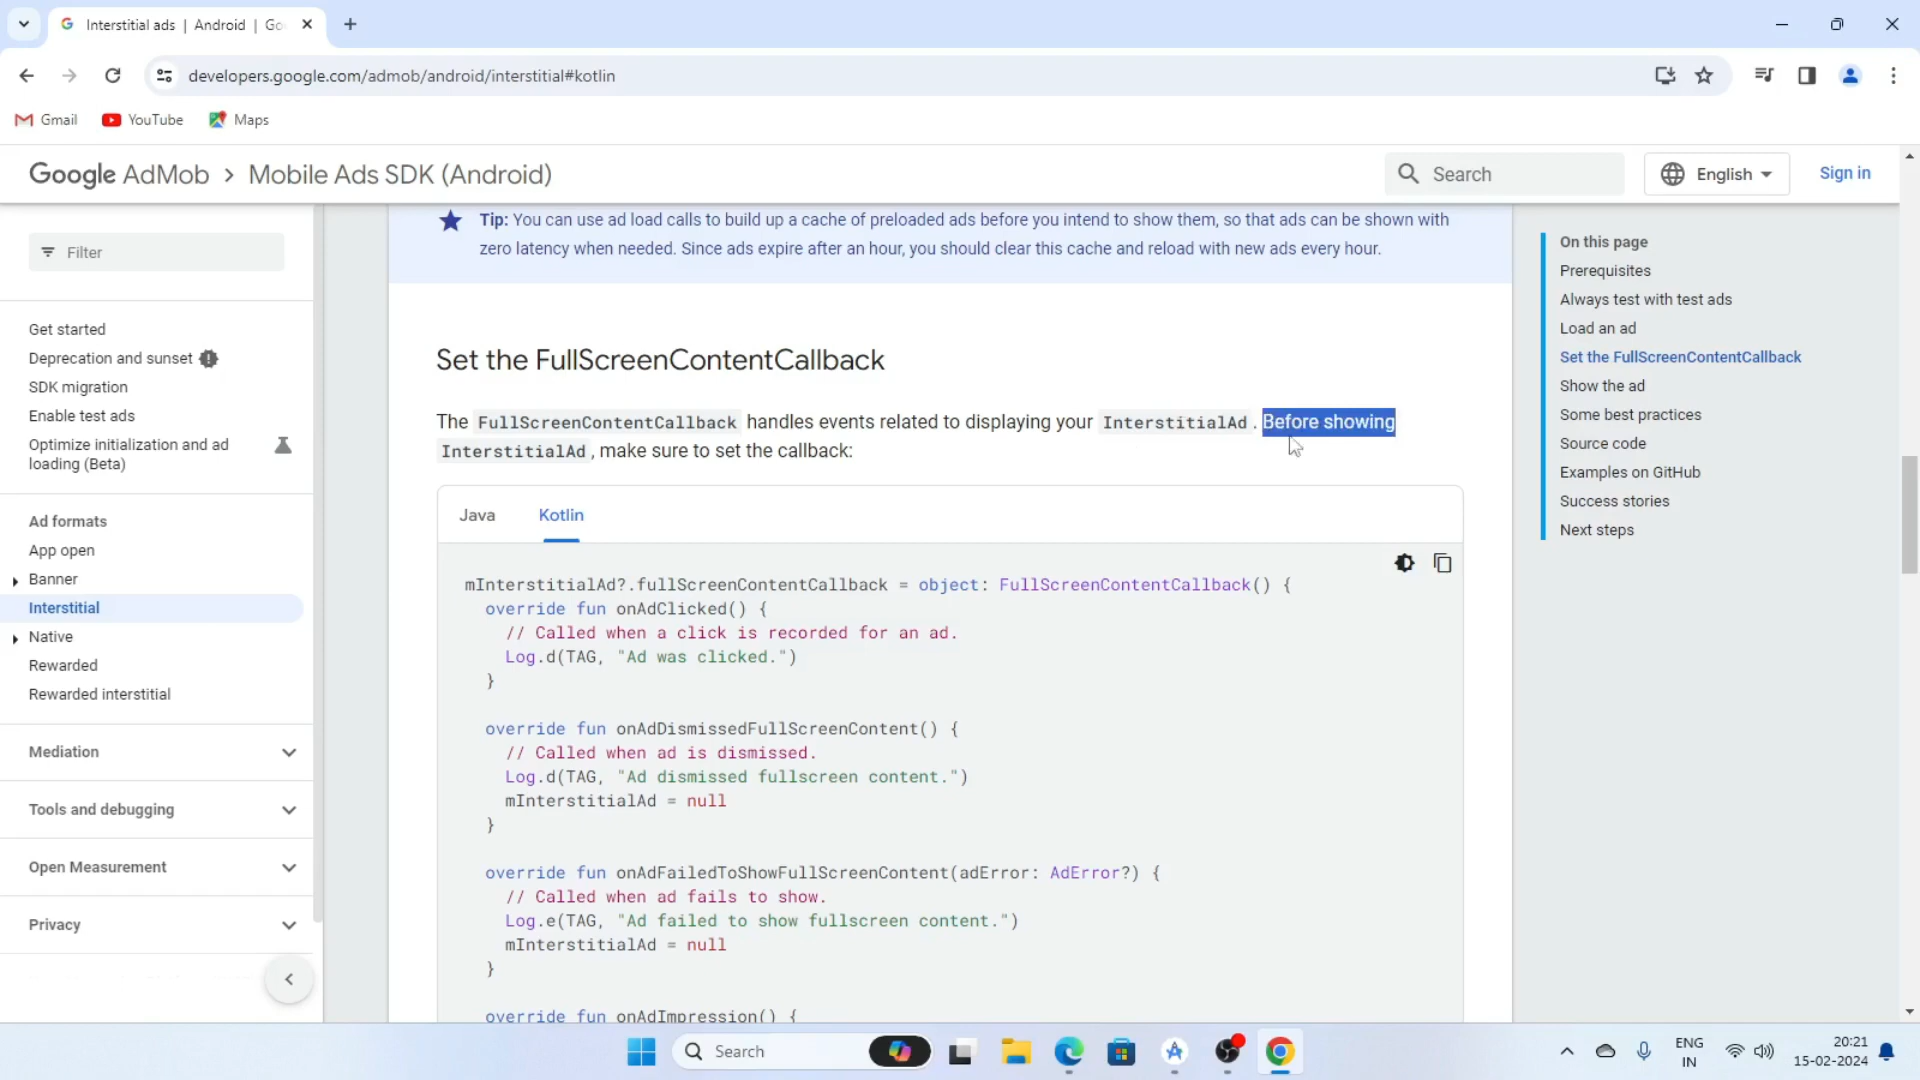 Interstitial ads | Android | Go
developers.google.com/admob/android/interstitial#kotlin
Gmail YouTube Maps
Google AdMob > Mobile Ads SDK (Android)
Search
English
Sign in
Filter
Get started
Deprecation and sunset
SDK migration
Enable test ads
Optimize initialization and ad
loading (Beta)
Ad formats
App open
Banner
Interstitial
Native
Rewarded
Rewarded interstitial
Mediation
Tools and debugging
Open Measurement
Privacy
Tip: You can use ad load calls to build up a cache of preloaded ads before you intend to show them, so that ads can be shown with
zero latency when needed. Since ads expire after an hour, you should clear this cache and reload with new ads every hour.
Set the FullScreenContentCallback
The FullScreenContentCallback handles events related to displaying your InterstitialAd. Before showing
InterstitialAd, make sure to set the callback:
Java Kotlin
mInterstitialAd?.fullScreenContentCallback = object: FullScreenContentCallback() {
override fun onAdClicked() {
// Called when a click is recorded for an ad.
Log.d(TAG, "Ad was clicked.")
}
override fun onAdDismissedFullScreenContent() {
// Called when ad is dismissed.
Log.d(TAG, "Ad dismissed fullscreen content.")
mInterstitialAd = null
}
override fun onAdFailedToShowFullScreenContent(adError: AdError?) {
// Called when ad fails to show.
Log.e(TAG, "Ad failed to show fullscreen content.")
mInterstitialAd = null
}
override fun onAdImpression() {
On this page
Prerequisites
Always test with test ads
Load an ad
Set the FullScreenContentCallback
Show the ad
Some best practices
Source code
Examples on GitHub
Success stories
Next steps
Search
ENG
IN
20:21
15-02-2024